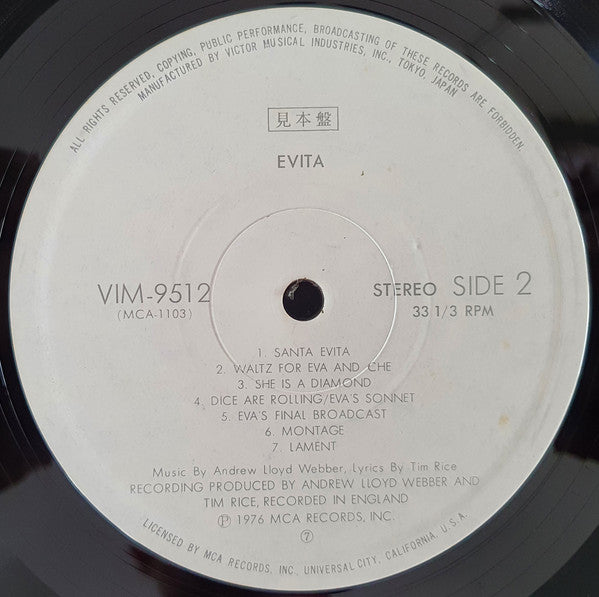 ALL RIGHTS RESERVED, COPYING, PUBLIC PERFORMANCE, BROADCASTING OF THESE RECORDS ARE FORBIDDEN.
MANUFACTURED BY VICTOR MUSICAL INDUSTRIES, INC., TOKYO, JAPAN
見本盤
EVITA
VIM-9512
(MCA-1103)
STEREO SIDE 2
33 1/3 RPM
1. SANTA EVITA
2. WALTZ FOR EVA AND CHE
3. SHE IS A DIAMOND
4. DICE ARE ROLLING/EVA'S SONNET
5. EVA'S FINAL BROADCAST
6. MONTAGE
7. LAMENT
Music By Andrew Lloyd Webber, Lyrics By Tim Rice
RECORDING PRODUCED BY ANDREW LLOYD WEBBER AND
TIM RICE, RECORDED IN ENGLAND
Ⓟ 1976 MCA RECORDS, INC.
⑦
LICENSED BY MCA RECORDS, INC. UNIVERSAL CITY, CALIFORNIA, U.S.A.